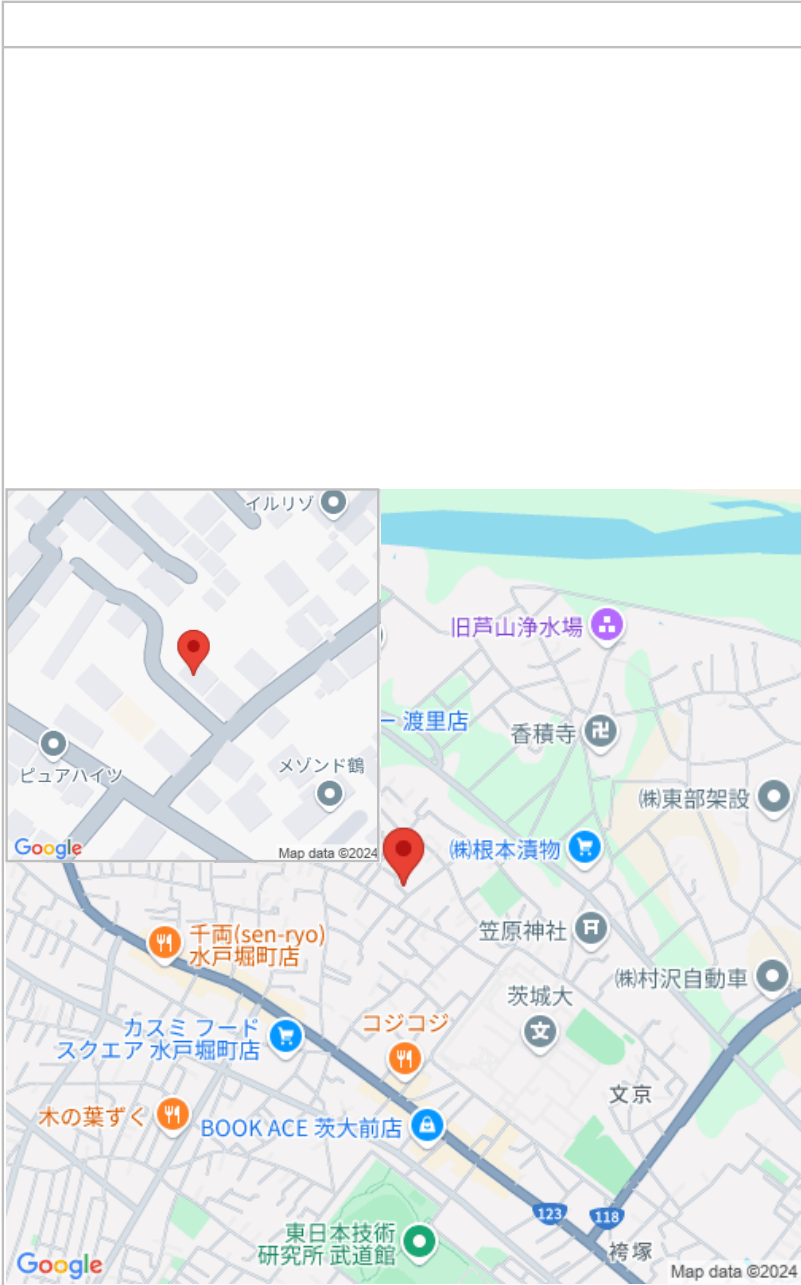 イルリゾ
ピュアハイツ
メゾンド鶴
Google
Map data ©2024
旧芦山浄水場
ー 渡里店
香積寺
㈱東部架設
㈱根本漬物
千両(sen-ryo)
水戸堀町店
笠原神社
茨城大
㈱村沢自動車
カスミ フード
スクエア 水戸堀町店
コジコジ
文京
木の葉ずく
BOOK ACE 茨大前店
123
118
東日本技術
研究所 武道館
袴塚
Google
Map data ©2024